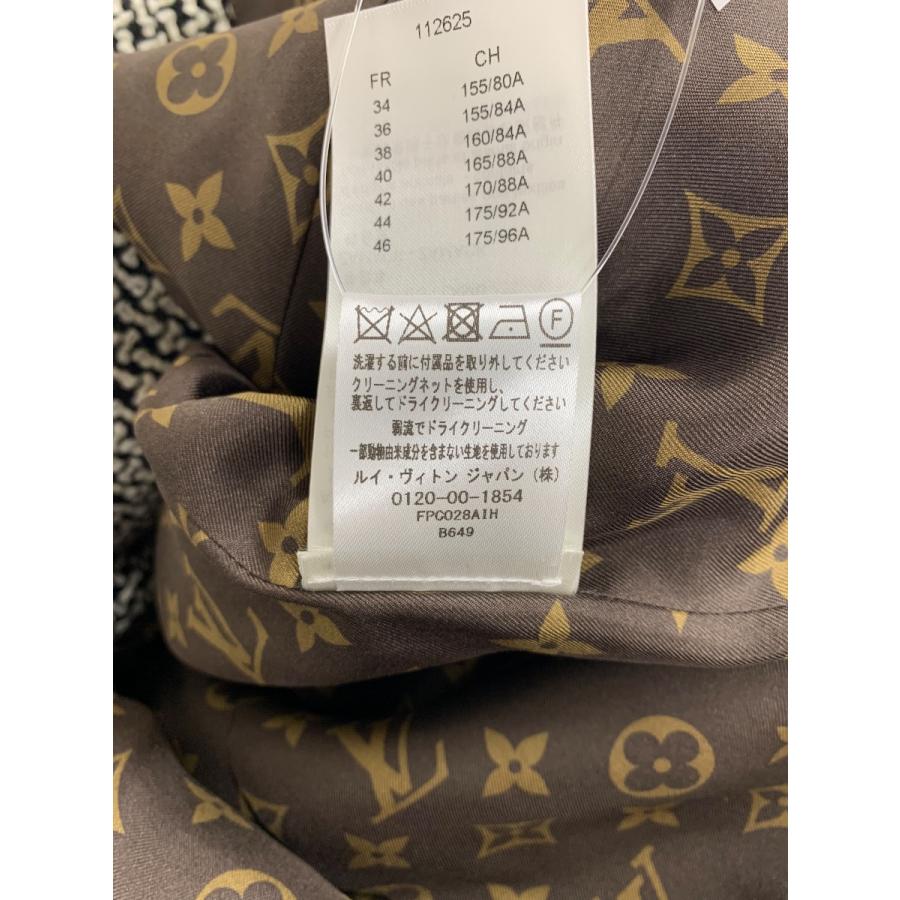 112625
FR CH
34 155/80A
36 155/84A
38 160/84A
40 165/88A
42 170/88A
44 175/92A
46 175/96A
F
洗濯する前に付属品を取り外してください
クリーニングネットを使用し、
裏返してドライクリーニングしてください
弱流でドライクリーニング
一部動物由来成分を含まない生地を使用しております
ルイ・ヴィトン ジャパン(株)
0120-00-1854
FPCO28AIH
B649